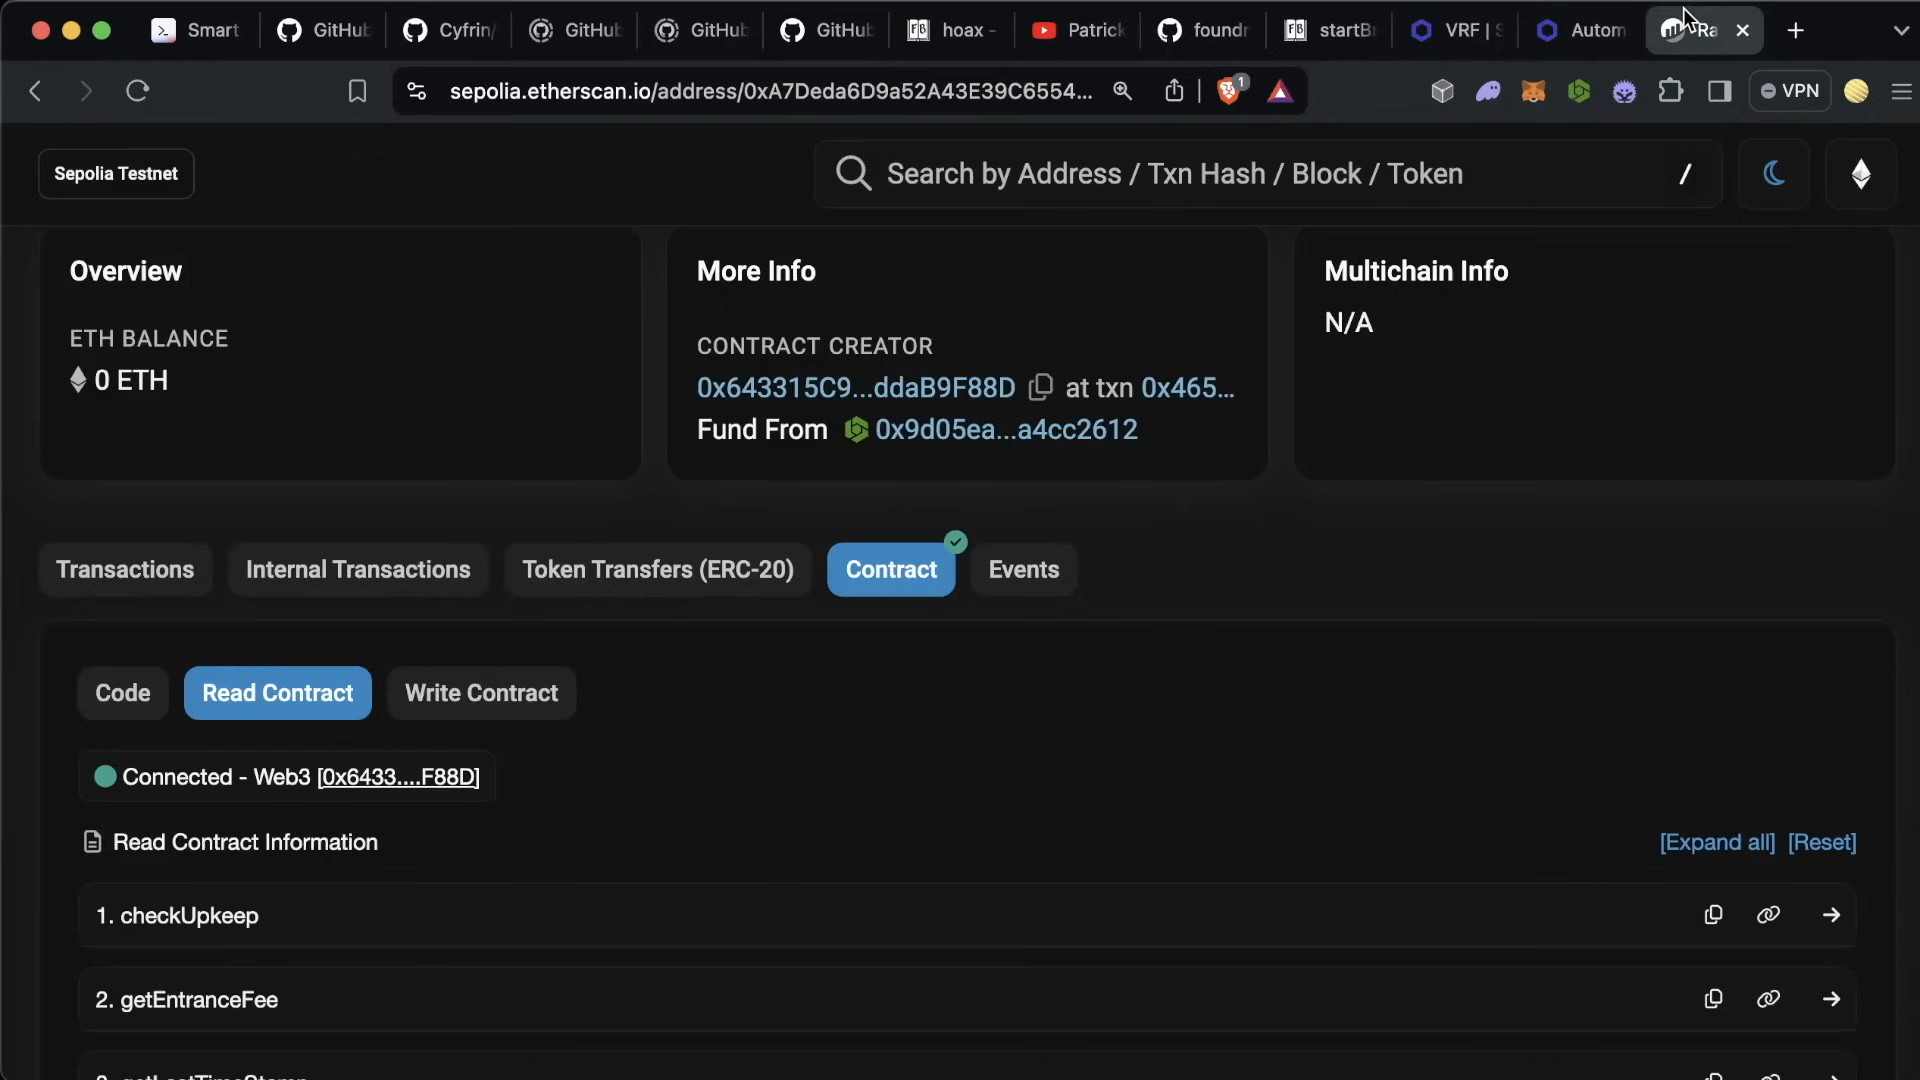 Smart
GitHub
Cyfrin/
GitHub
GitHub
GitHub
hoax -
Patrick
foundr
startBr
VRF | S
Autom
Ra
sepolia.etherscan.io/address/0xA7Deda6D9a52A43E39C6554...
1
VPN
Sepolia Testnet
Search by Address / Txn Hash / Block / Token
/
Overview
ETH BALANCE
0 ETH
More Info
CONTRACT CREATOR
0x643315C9...ddaB9F88D at txn 0x465...
Fund From 0x9d05ea...a4cc2612
Multichain Info
N/A
Transactions
Internal Transactions
Token Transfers (ERC-20)
Contract
Events
Code
Read Contract
Write Contract
Connected - Web3 [0x6433....F88D]
Read Contract Information
[Expand all] [Reset]
1. checkUpkeep
2. getEntranceFee